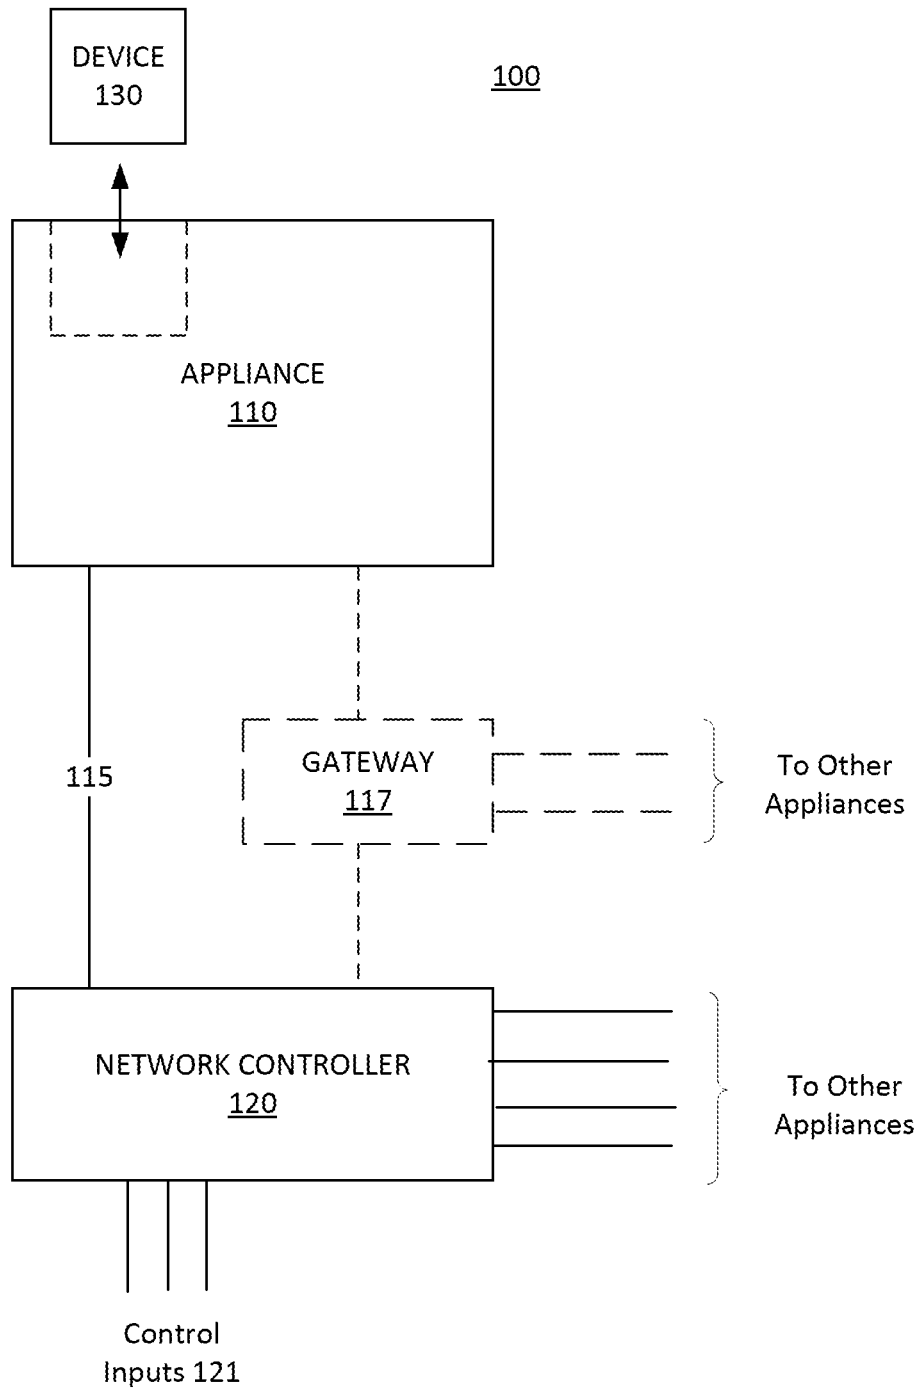 DEVICE
130
100
APPLIANCE
110
115
GATEWAY
117
To Other
Appliances
NETWORK CONTROLLER
120
To Other
Appliances
Control
Inputs 121